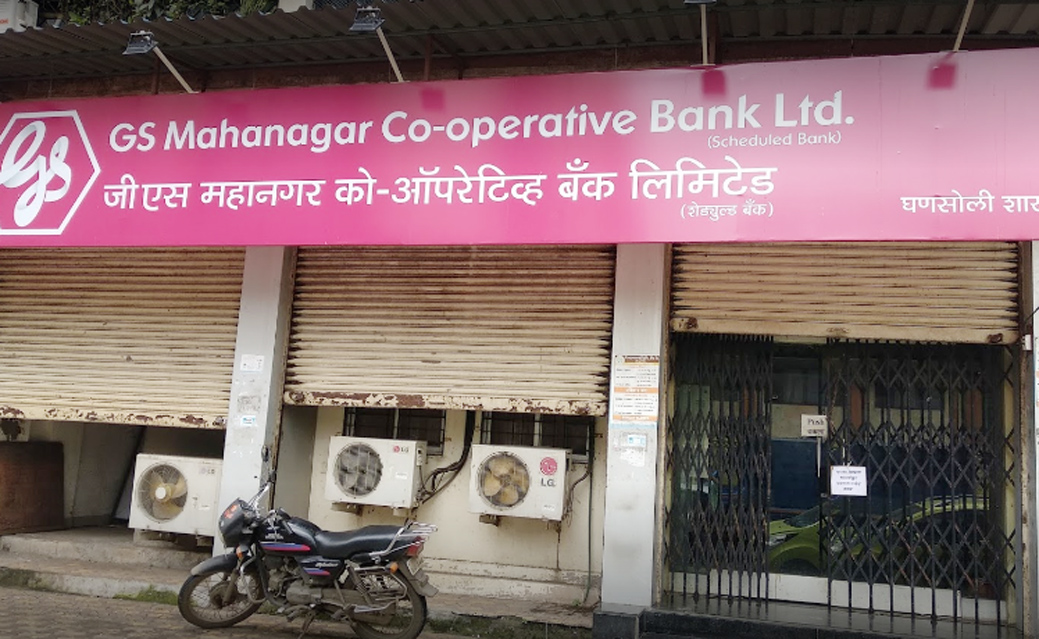 GS
GS Mahanagar Co-operative Bank Ltd.
(Scheduled Bank)
जीएस महानगर को-ऑपरेटिव्ह बँक लिमिटेड
(शेड्युल्ड बँक)
घणसोली
LG
LG
Push